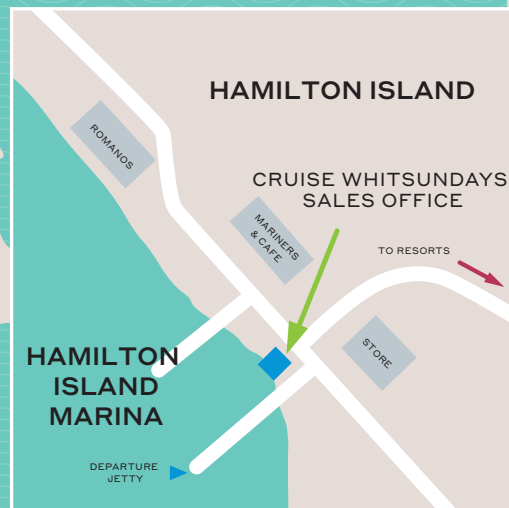 HAMILTON ISLAND
ROMANOS
CRUISE WHITSUNDAYS
SALES OFFICE
MARINERS
& CAFE
TO RESORTS
STORE
HAMILTON
ISLAND
MARINA
DEPARTURE
JETTY